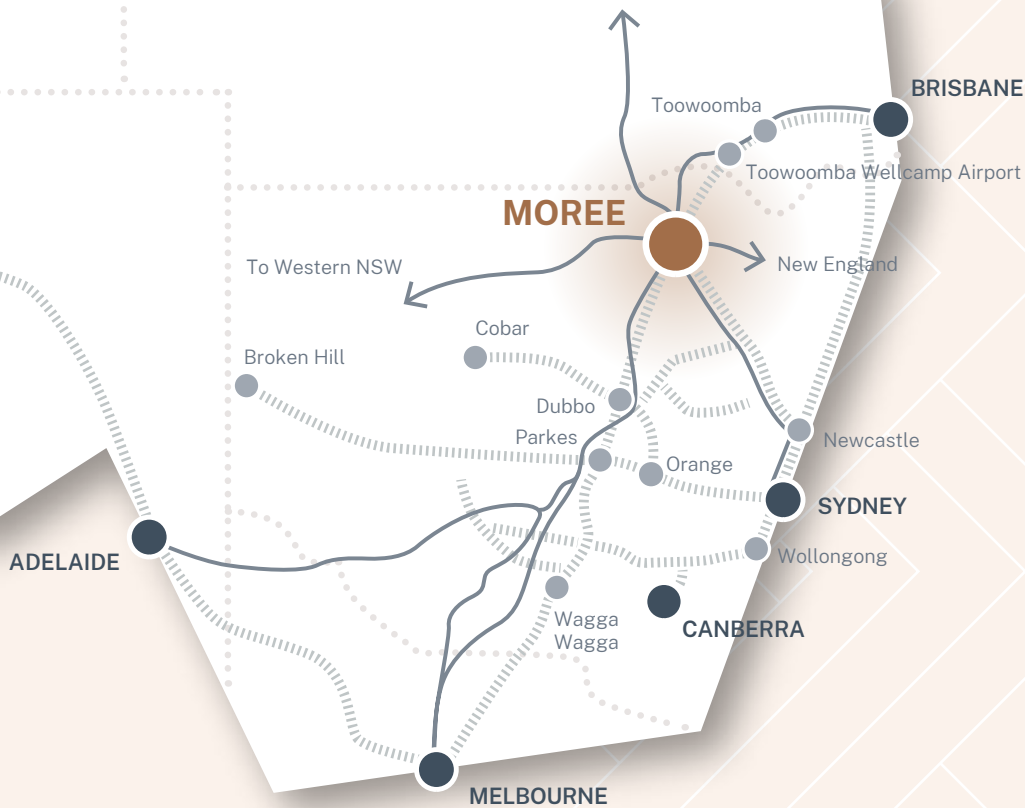 BRISBANE
Toowoomba
Toowoomba Wellcamp Airport
MOREE
To Western NSW
New England
Cobar
Broken Hill
Dubbo
Parkes
Newcastle
Orange
SYDNEY
ADELAIDE
Wollongong
Wagga
Wagga
CANBERRA
MELBOURNE